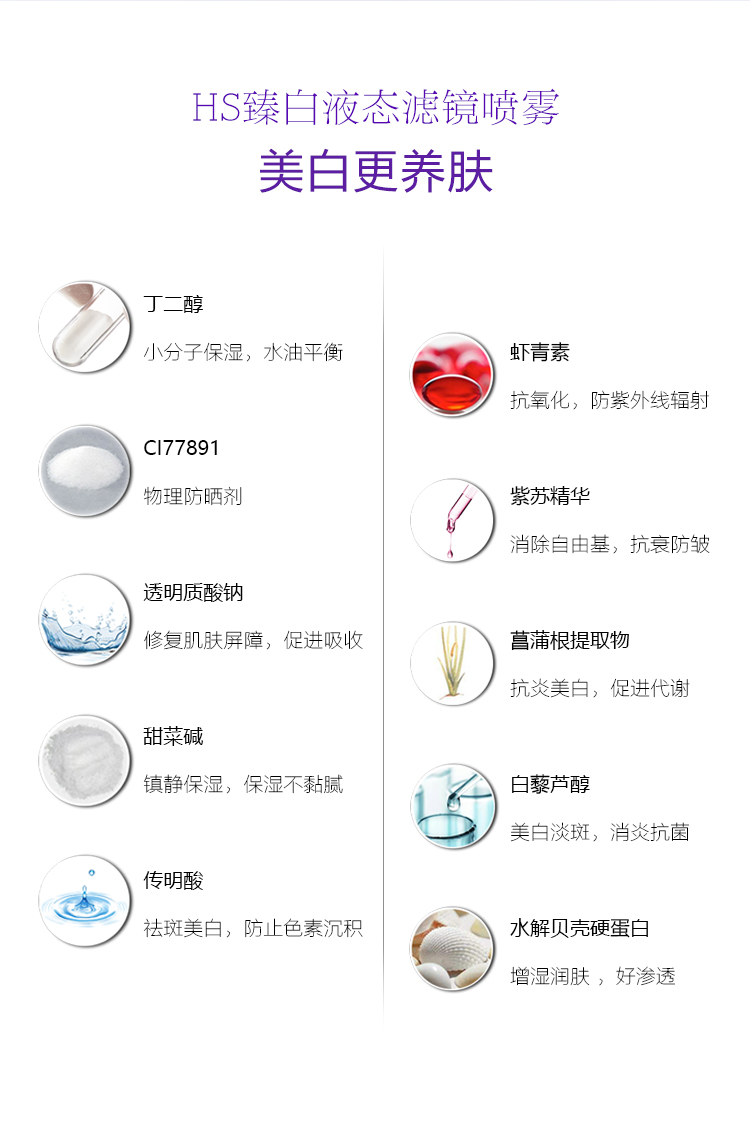 HS臻白液态滤镜喷雾
美白更养肤
丁二醇
小分子保湿，水油平衡
CI77891
物理防晒剂
透明质酸钠
修复肌肤屏障，促进吸收
甜菜碱
镇静保湿，保湿不黏腻
传明酸
祛斑美白，防止色素沉积
虾青素
抗氧化，防紫外线辐射
紫苏精华
消除自由基，抗衰防皱
菖蒲根提取物
抗炎美白，促进代谢
白藜芦醇
美白淡斑，消炎抗菌
水解贝壳硬蛋白
增湿润肤 ，好渗透